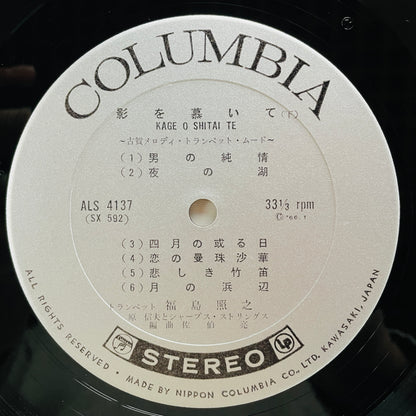 COLUMBIA
影を慕いて(下)
KAGE O SHITAI TE
~古賀メロディ・トランペット・ムード~
(1) 男の純情
(2) 夜の湖
ALS 4137
(SX 592)
33⅓ rpm
(3) 四月の或る日
(4) 恋の曼珠沙華
(5) 悲しき竹笛
(6) 月の浜辺
トランペット 福島照之
原 信夫とシャープス・ストリングス
編曲 佐伯 亮
STEREO
LP
ALL RIGHTS RESERVED • MADE BY NIPPON COLUMBIA CO., LTD. KAWASAKI, JAPAN